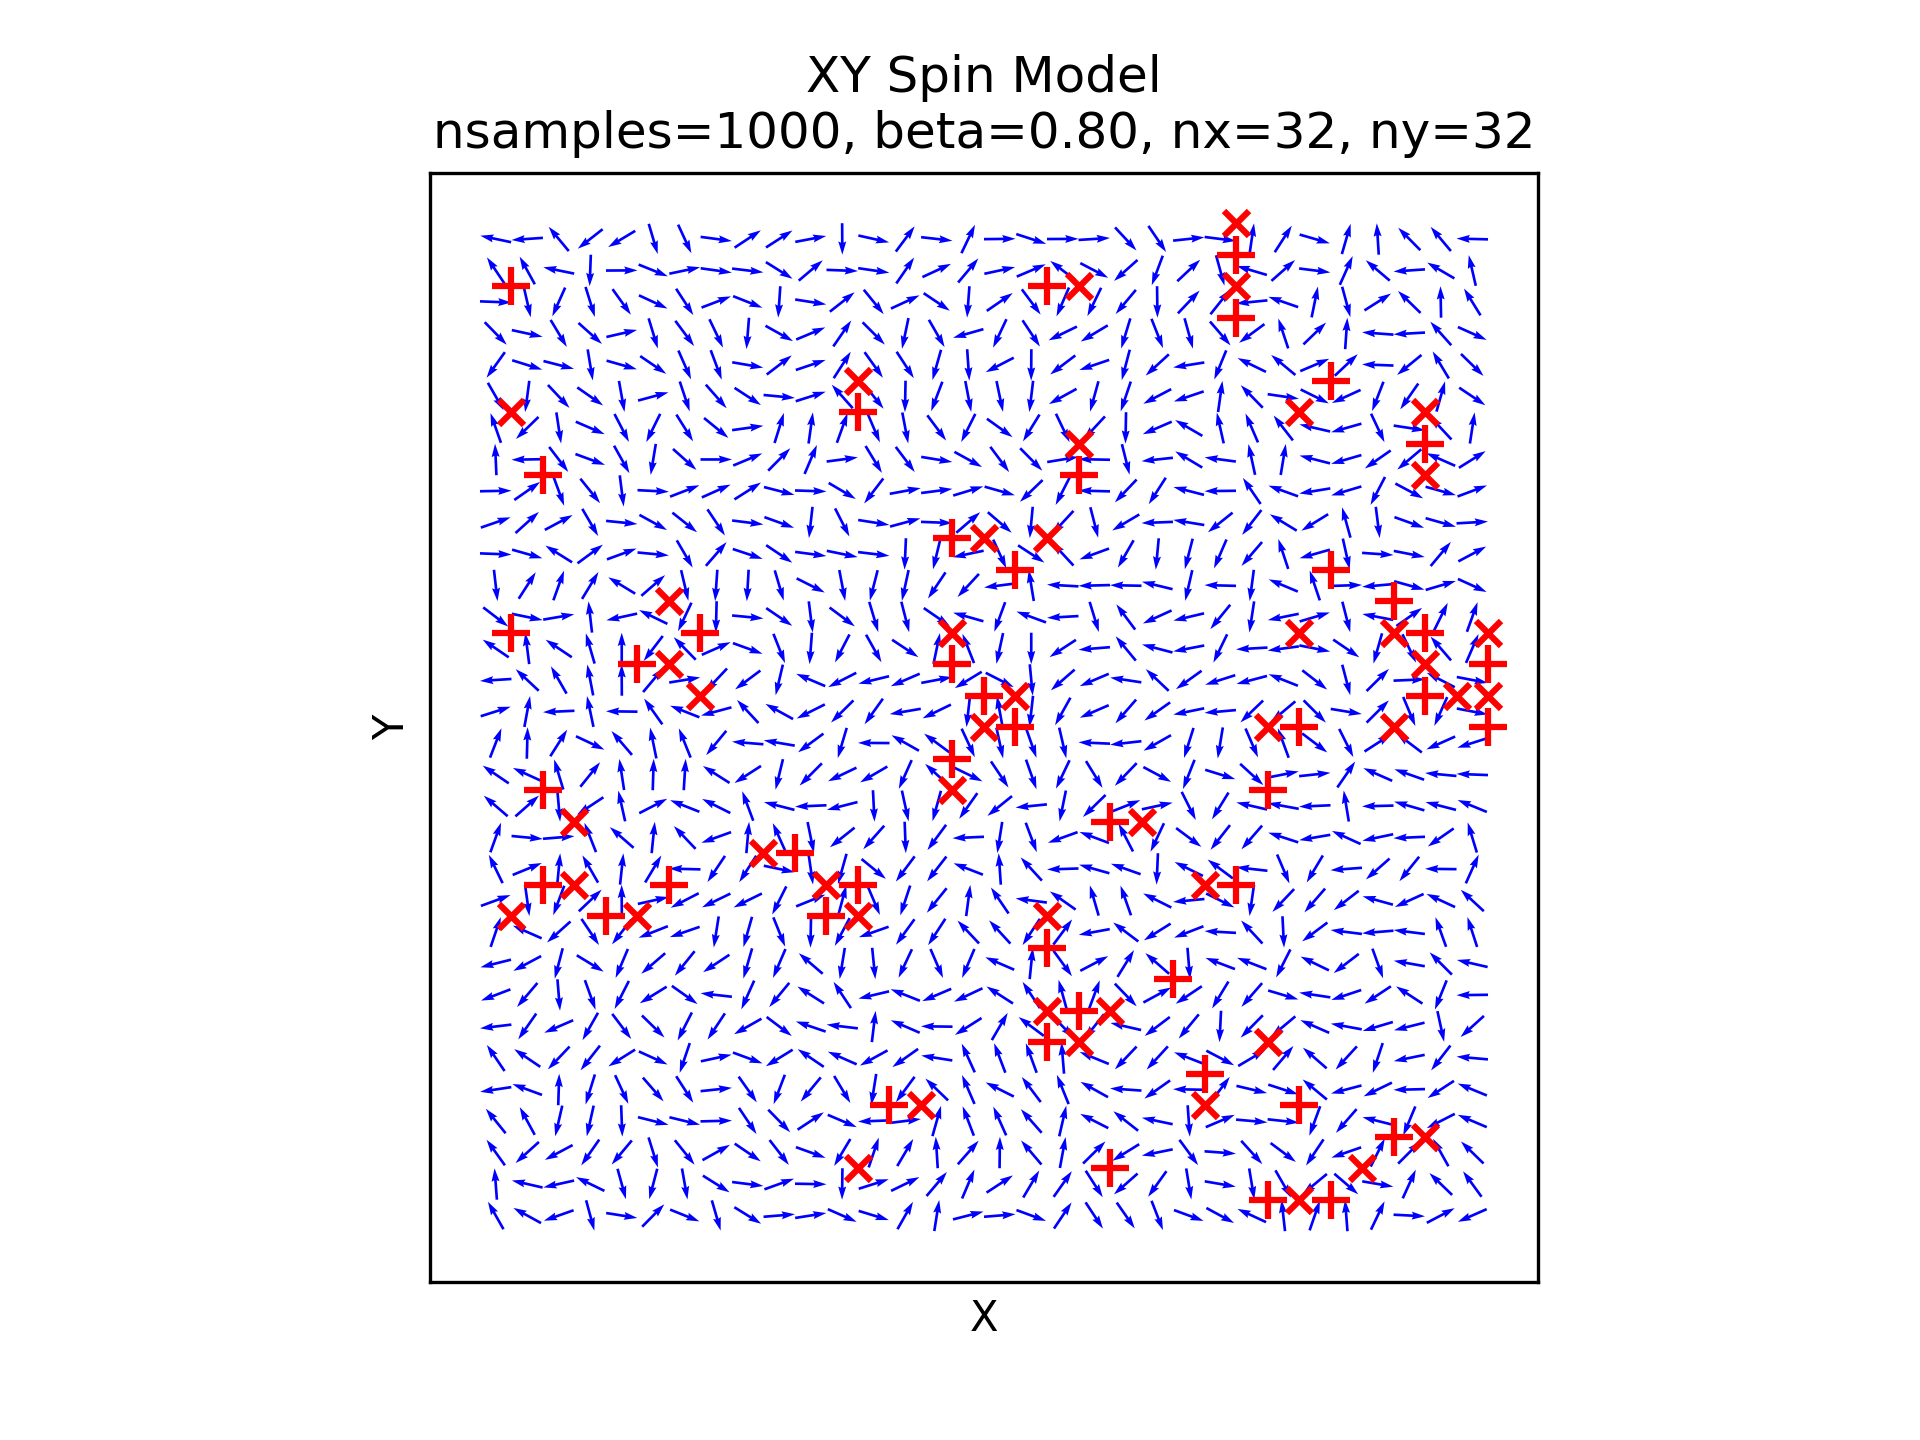 XY Spin Model
nsamples=1000, beta=0.80, nx=32, ny=32
Y
X